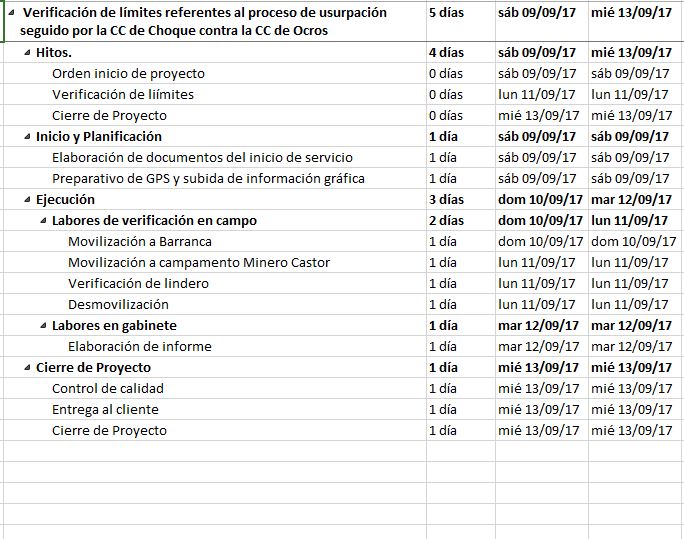 Verificación de límites referentes al proceso de usurpación 5 días sáb 09/09/17 mié 13/09/17
seguido por la CC de Choque contra la CC de Ocros
Hitos. 4 días sáb 09/09/17 mié 13/09/17
Orden inicio de proyecto 0 días sáb 09/09/17 sáb 09/09/17
Verificación de liímites 0 días lun 11/09/17 lun 11/09/17
Cierre de Proyecto 0 días mié 13/09/17 mié 13/09/17
Inicio y Planificación 1 día sáb 09/09/17 sáb 09/09/17
Elaboración de documentos del inicio de servicio 1 día sáb 09/09/17 sáb 09/09/17
Preparativo de GPS y subida de información gráfica 1 día sáb 09/09/17 sáb 09/09/17
Ejecución 3 días dom 10/09/17 mar 12/09/17
Labores de verificación en campo 2 días dom 10/09/17 lun 11/09/17
Movilización a Barranca 1 día dom 10/09/17 dom 10/09/17
Movilización a campamento Minero Castor 1 día lun 11/09/17 lun 11/09/17
Verificación de lindero 1 día lun 11/09/17 lun 11/09/17
Desmovilización 1 día lun 11/09/17 lun 11/09/17
Labores en gabinete 1 día mar 12/09/17 mar 12/09/17
Elaboración de informe 1 día mar 12/09/17 mar 12/09/17
Cierre de Proyecto 1 día mié 13/09/17 mié 13/09/17
Control de calidad 1 día mié 13/09/17 mié 13/09/17
Entrega al cliente 1 día mié 13/09/17 mié 13/09/17
Cierre de Proyecto 1 día mié 13/09/17 mié 13/09/17